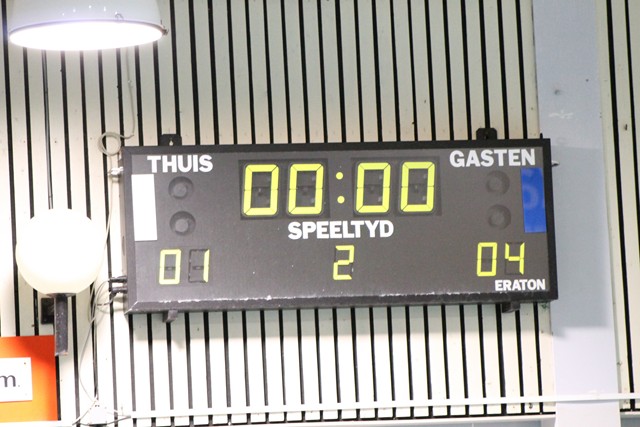 THUIS
GASTEN
00:00
SPEELTYD
01 2 04
ERATON
m.